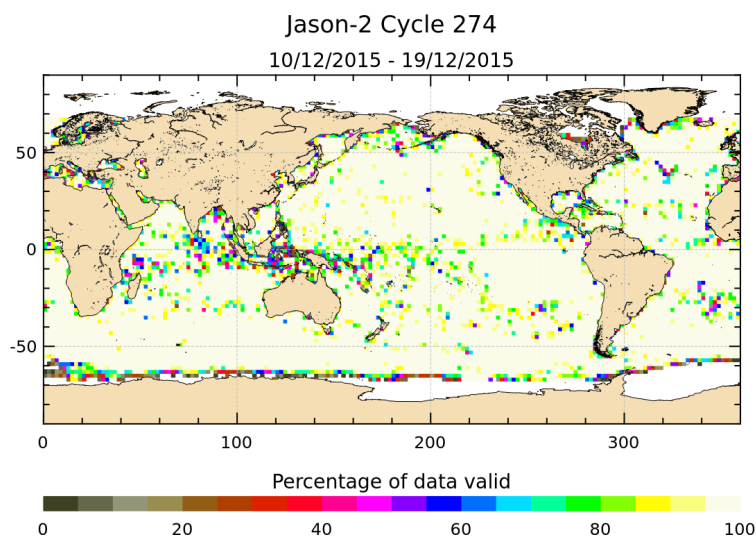 Jason-2 Cycle 274
10/12/2015 - 19/12/2015
50
0
-50
0 100 200 300
Percentage of data valid
0 20 40 60 80 100